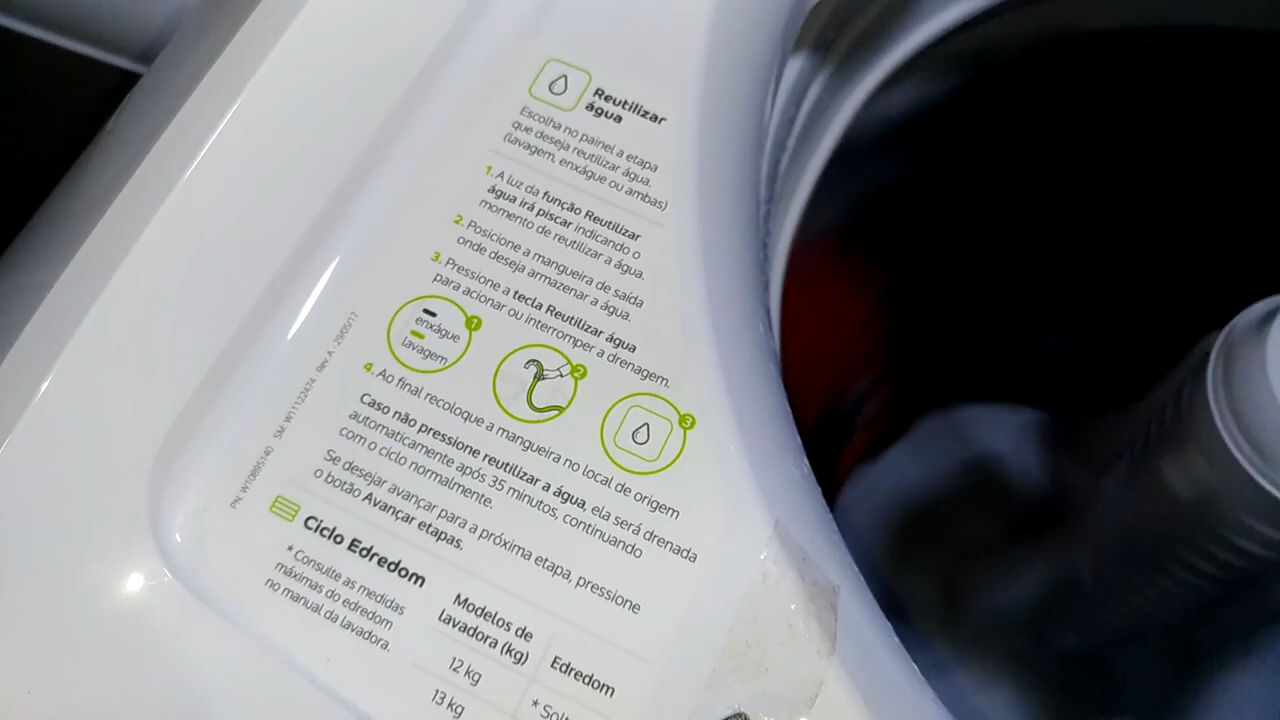 Reutilizar
água
Escolha no painel a etapa
que deseja reutilizar água.
(lavagem, enxágue ou ambas)
1. A luz da função Reutilizar
água irá piscar indicando o
momento de reutilizar a água.
2. Posicione a mangueira de saída
onde deseja armazenar a água.
3. Pressione a tecla Reutilizar água
para acionar ou interromper a drenagem.
enxágue
lavagem
1
2
3
4. Ao final recoloque a mangueira no local de origem
Caso não pressione reutilizar a água, ela será drenada
automaticamente após 35 minutos, continuando
com o ciclo normalmente.
Se desejar avançar para a próxima etapa, pressione
o botão Avançar etapas.
Ciclo Edredom
* Consulte as medidas
máximas do edredom
no manual da lavadora.
Modelos de
lavadora (kg)
Edredom
12 kg
13 kg
PN: W10895140 SM: W11122474 - Rev. A - 29/05/17